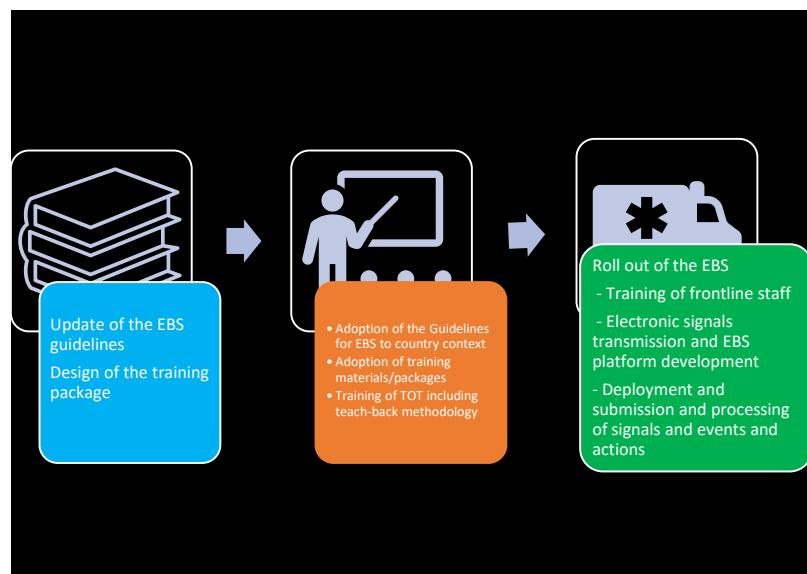 Update of the EBS
guidelines
Design of the training
package
• Adoption of the Guidelines
for EBS to country context
• Adoption of training
materials/packages
• Training of TOT including
teach-back methodology
Roll out of the EBS
- Training of frontline staff
- Electronic signals
transmission and EBS
platform development
- Deployment and
submission and processing
of signals and events and
actions